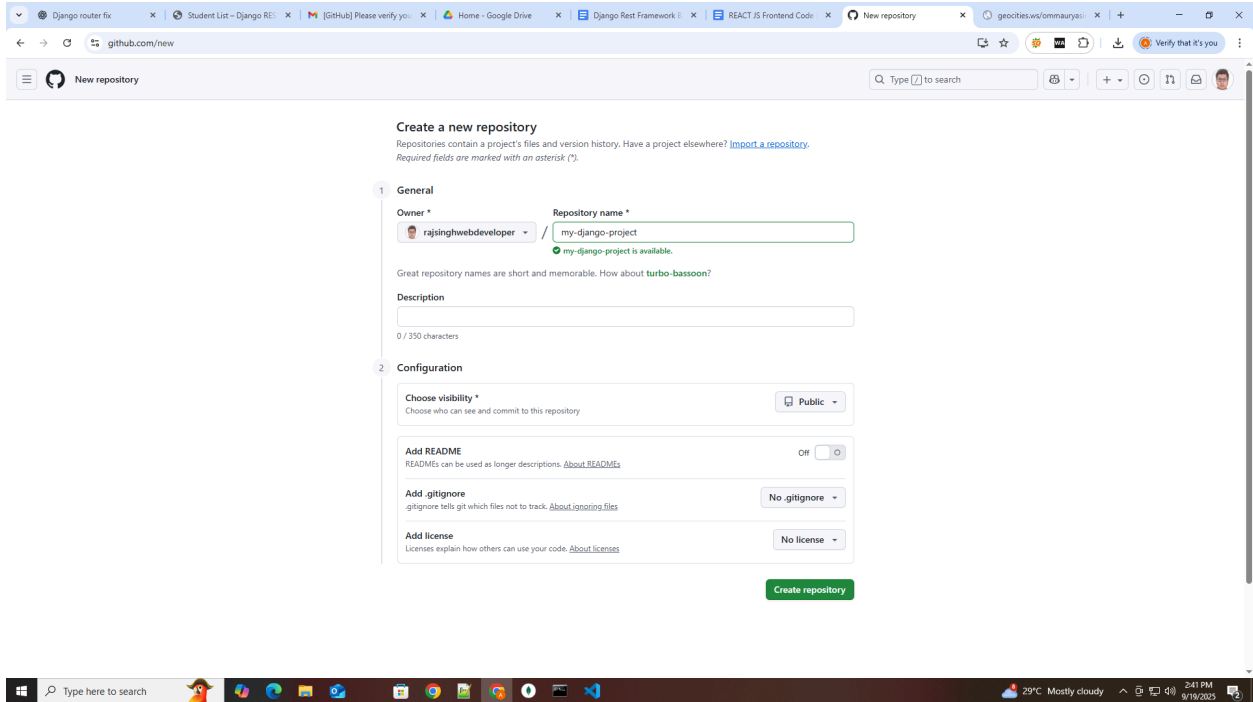 Django router fix
Student List – Django RES
[GitHub] Please verify you
Home - Google Drive
Django Rest Framework B
REACT JS Frontend Code
New repository
geocities.ws/ommauryasi
github.com/new
WA
Verify that it's you
New repository
Type / to search
Create a new repository
Repositories contain a project's files and version history. Have a project elsewhere? Import a repository.
Required fields are marked with an asterisk (*).
1 General
Owner * Repository name *
rajsinghwebdeveloper / my-django-project
my-django-project is available.
Great repository names are short and memorable. How about turbo-bassoon?
Description
0 / 350 characters
2 Configuration
Choose visibility *
Choose who can see and commit to this repository
Public
Add README
READMEs can be used as longer descriptions. About READMEs
Off
Add .gitignore
.gitignore tells git which files not to track. About ignoring files
No .gitignore
Add license
Licenses explain how others can use your code. About licenses
No license
Create repository
Type here to search
29°C Mostly cloudy
2:41 PM
9/19/2025
2